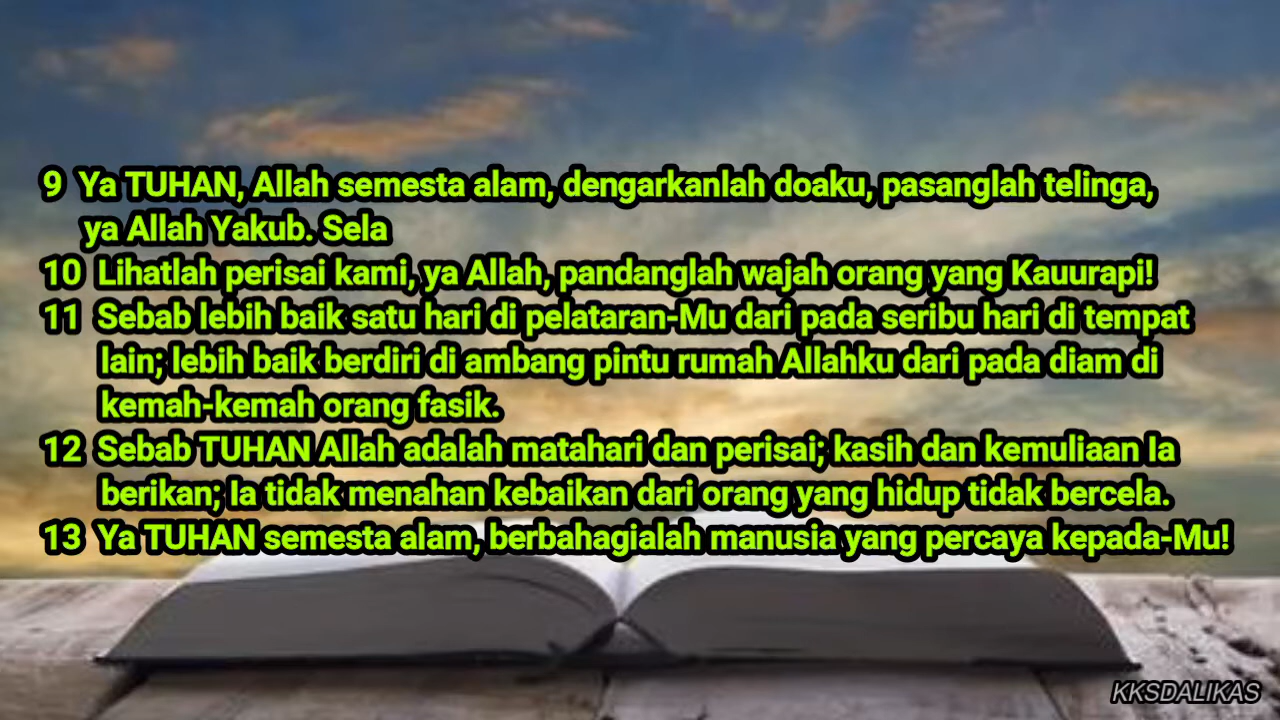 9 Ya TUHAN, Allah semesta alam, dengarkanlah doaku, pasanglah telinga,
ya Allah Yakub. Sela
10 Lihatlah perisai kami, ya Allah, pandanglah wajah orang yang Kauurapi!
11 Sebab lebih baik satu hari di pelataran-Mu dari pada seribu hari di tempat
lain; lebih baik berdiri di ambang pintu rumah Allahku dari pada diam di
kemah-kemah orang fasik.
12 Sebab TUHAN Allah adalah matahari dan perisai; kasih dan kemuliaan Ia
berikan; Ia tidak menahan kebaikan dari orang yang hidup tidak bercela.
13 Ya TUHAN semesta alam, berbahagialah manusia yang percaya kepada-Mu!
KKSDALIKAS